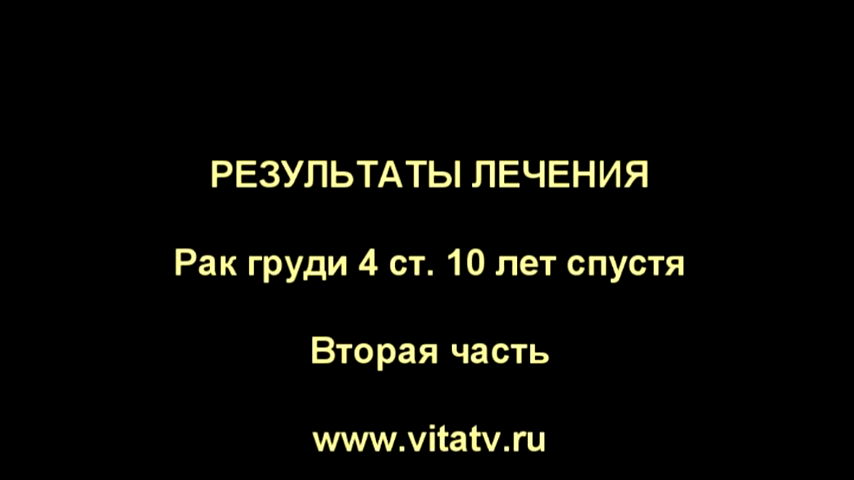 РЕЗУЛЬТАТЫ ЛЕЧЕНИЯ
Рак груди 4 ст. 10 лет спустя
Вторая часть
www.vitatv.ru